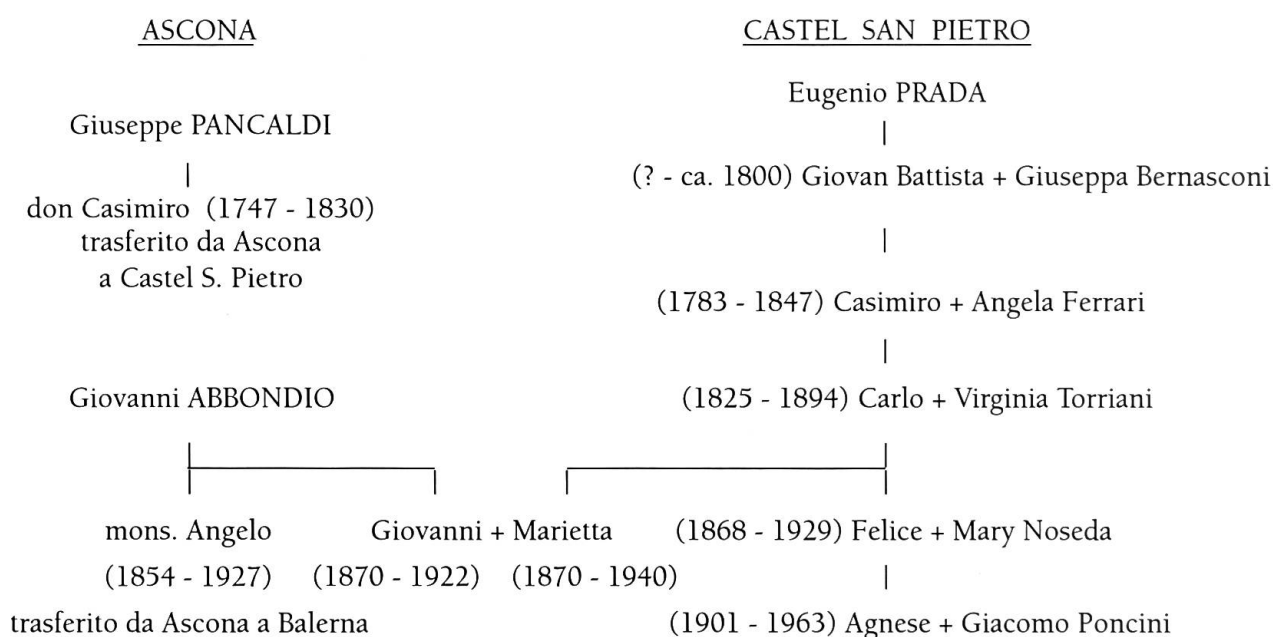 ASCONA
Giuseppe PANCALDI
don Casimiro (1747 - 1830)
trasferito da Ascona
a Castel S. Pietro
Giovanni ABBONDIO
CASTEL SAN PIETRO
Eugenio PRADA
(? - ca. 1800) Giovan Battista + Giuseppa Bernasconi
(1783 - 1847) Casimiro + Angela Ferrari
(1825 - 1894) Carlo + Virginia Torriani
mons. Angelo
(1854 - 1927)
trasferito da Ascona a Balerna
Giovanni + Marietta
(1870 - 1922) (1870 - 1940)
(1868 - 1929) Felice + Mary Noseda
(1901 - 1963) Agnese + Giacomo Poncini